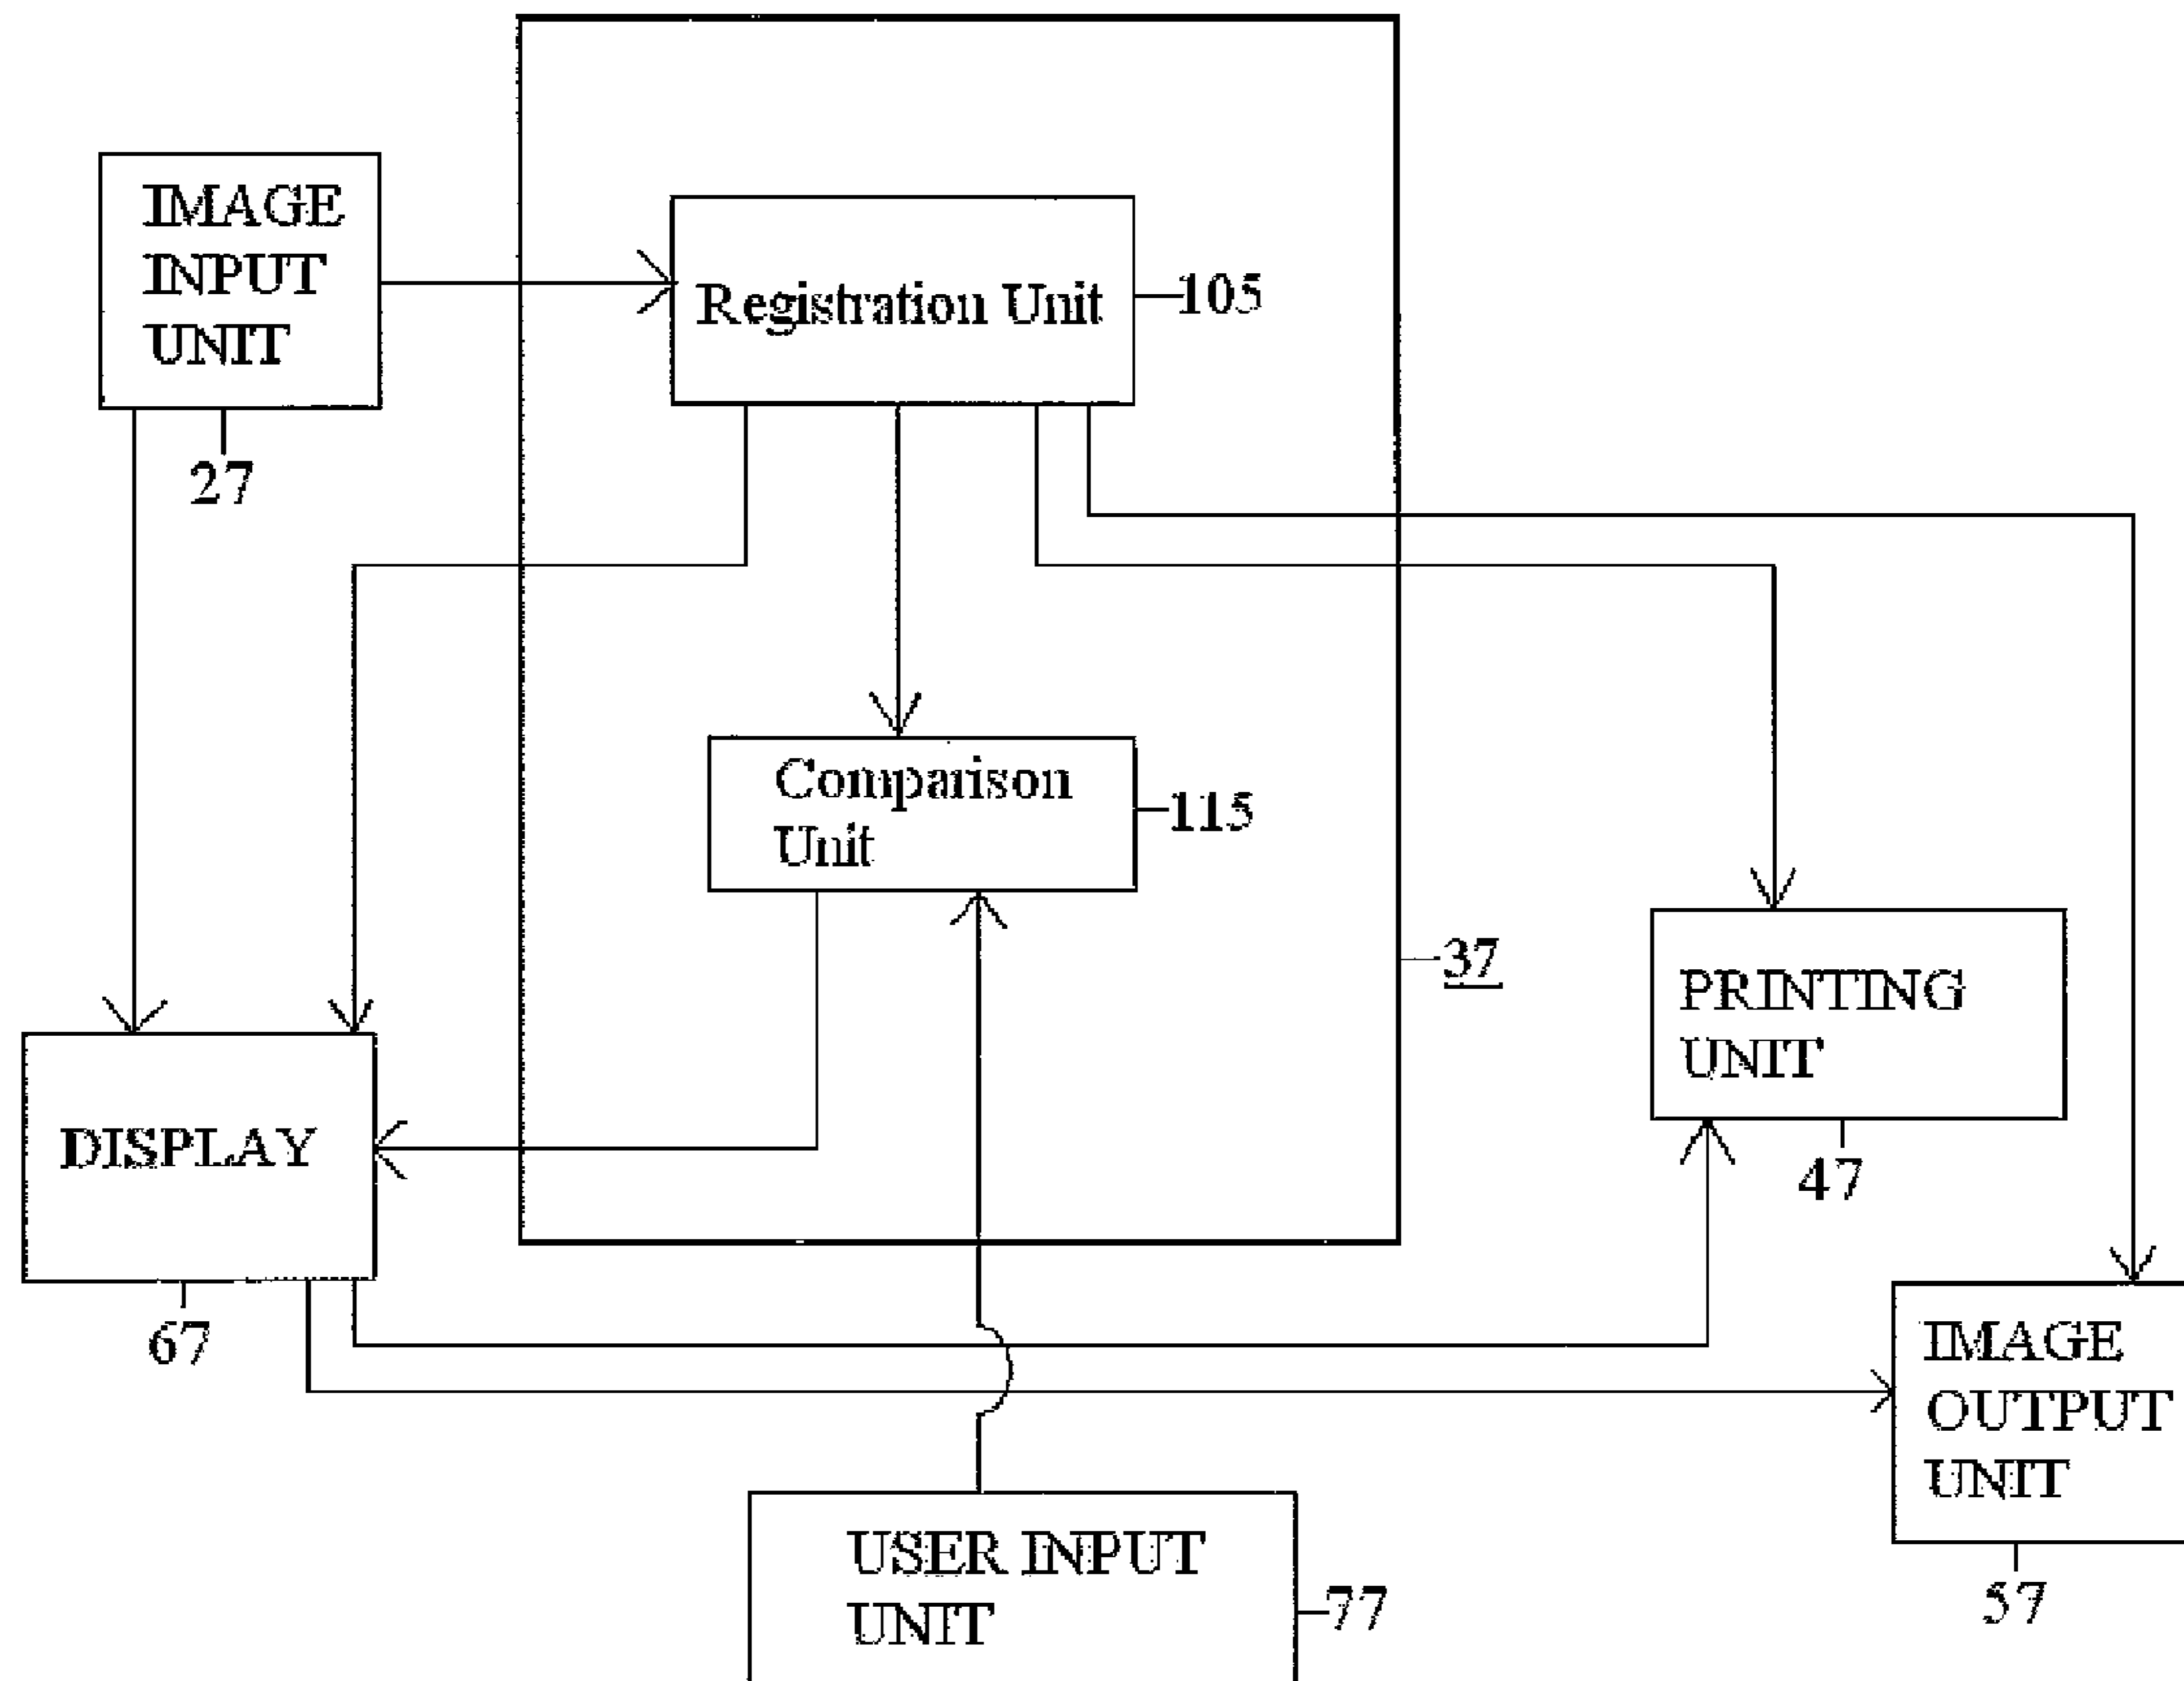 IMAGE
INPUT
UNIT
27
Registration Unit
105
Comparison
Unit
115
37
PRINTING
UNIT
47
DISPLAY
67
IMAGE
OUTPUT
UNIT
57
USER INPUT
UNIT
77